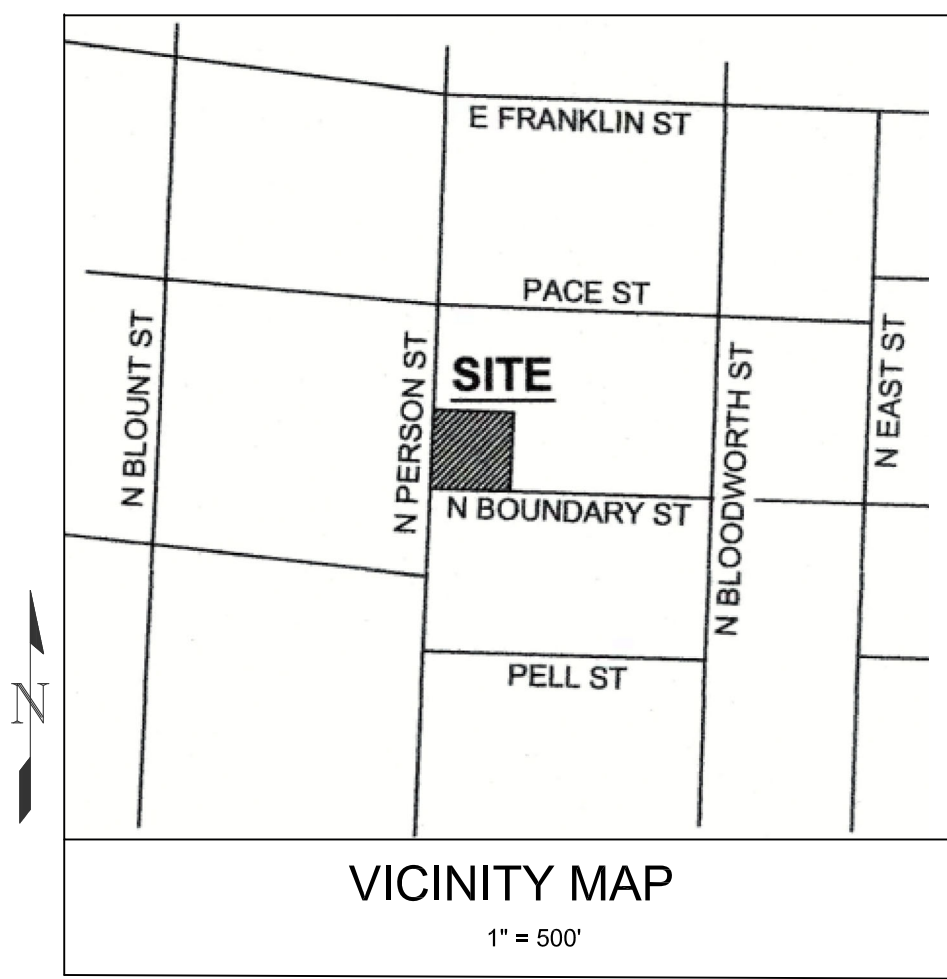 E FRANKLIN ST
PACE ST
N BLOUNT ST
N PERSON ST
SITE
N BLOODWORTH ST
N EAST ST
N BOUNDARY ST
PELL ST
N
VICINITY MAP
1" = 500'